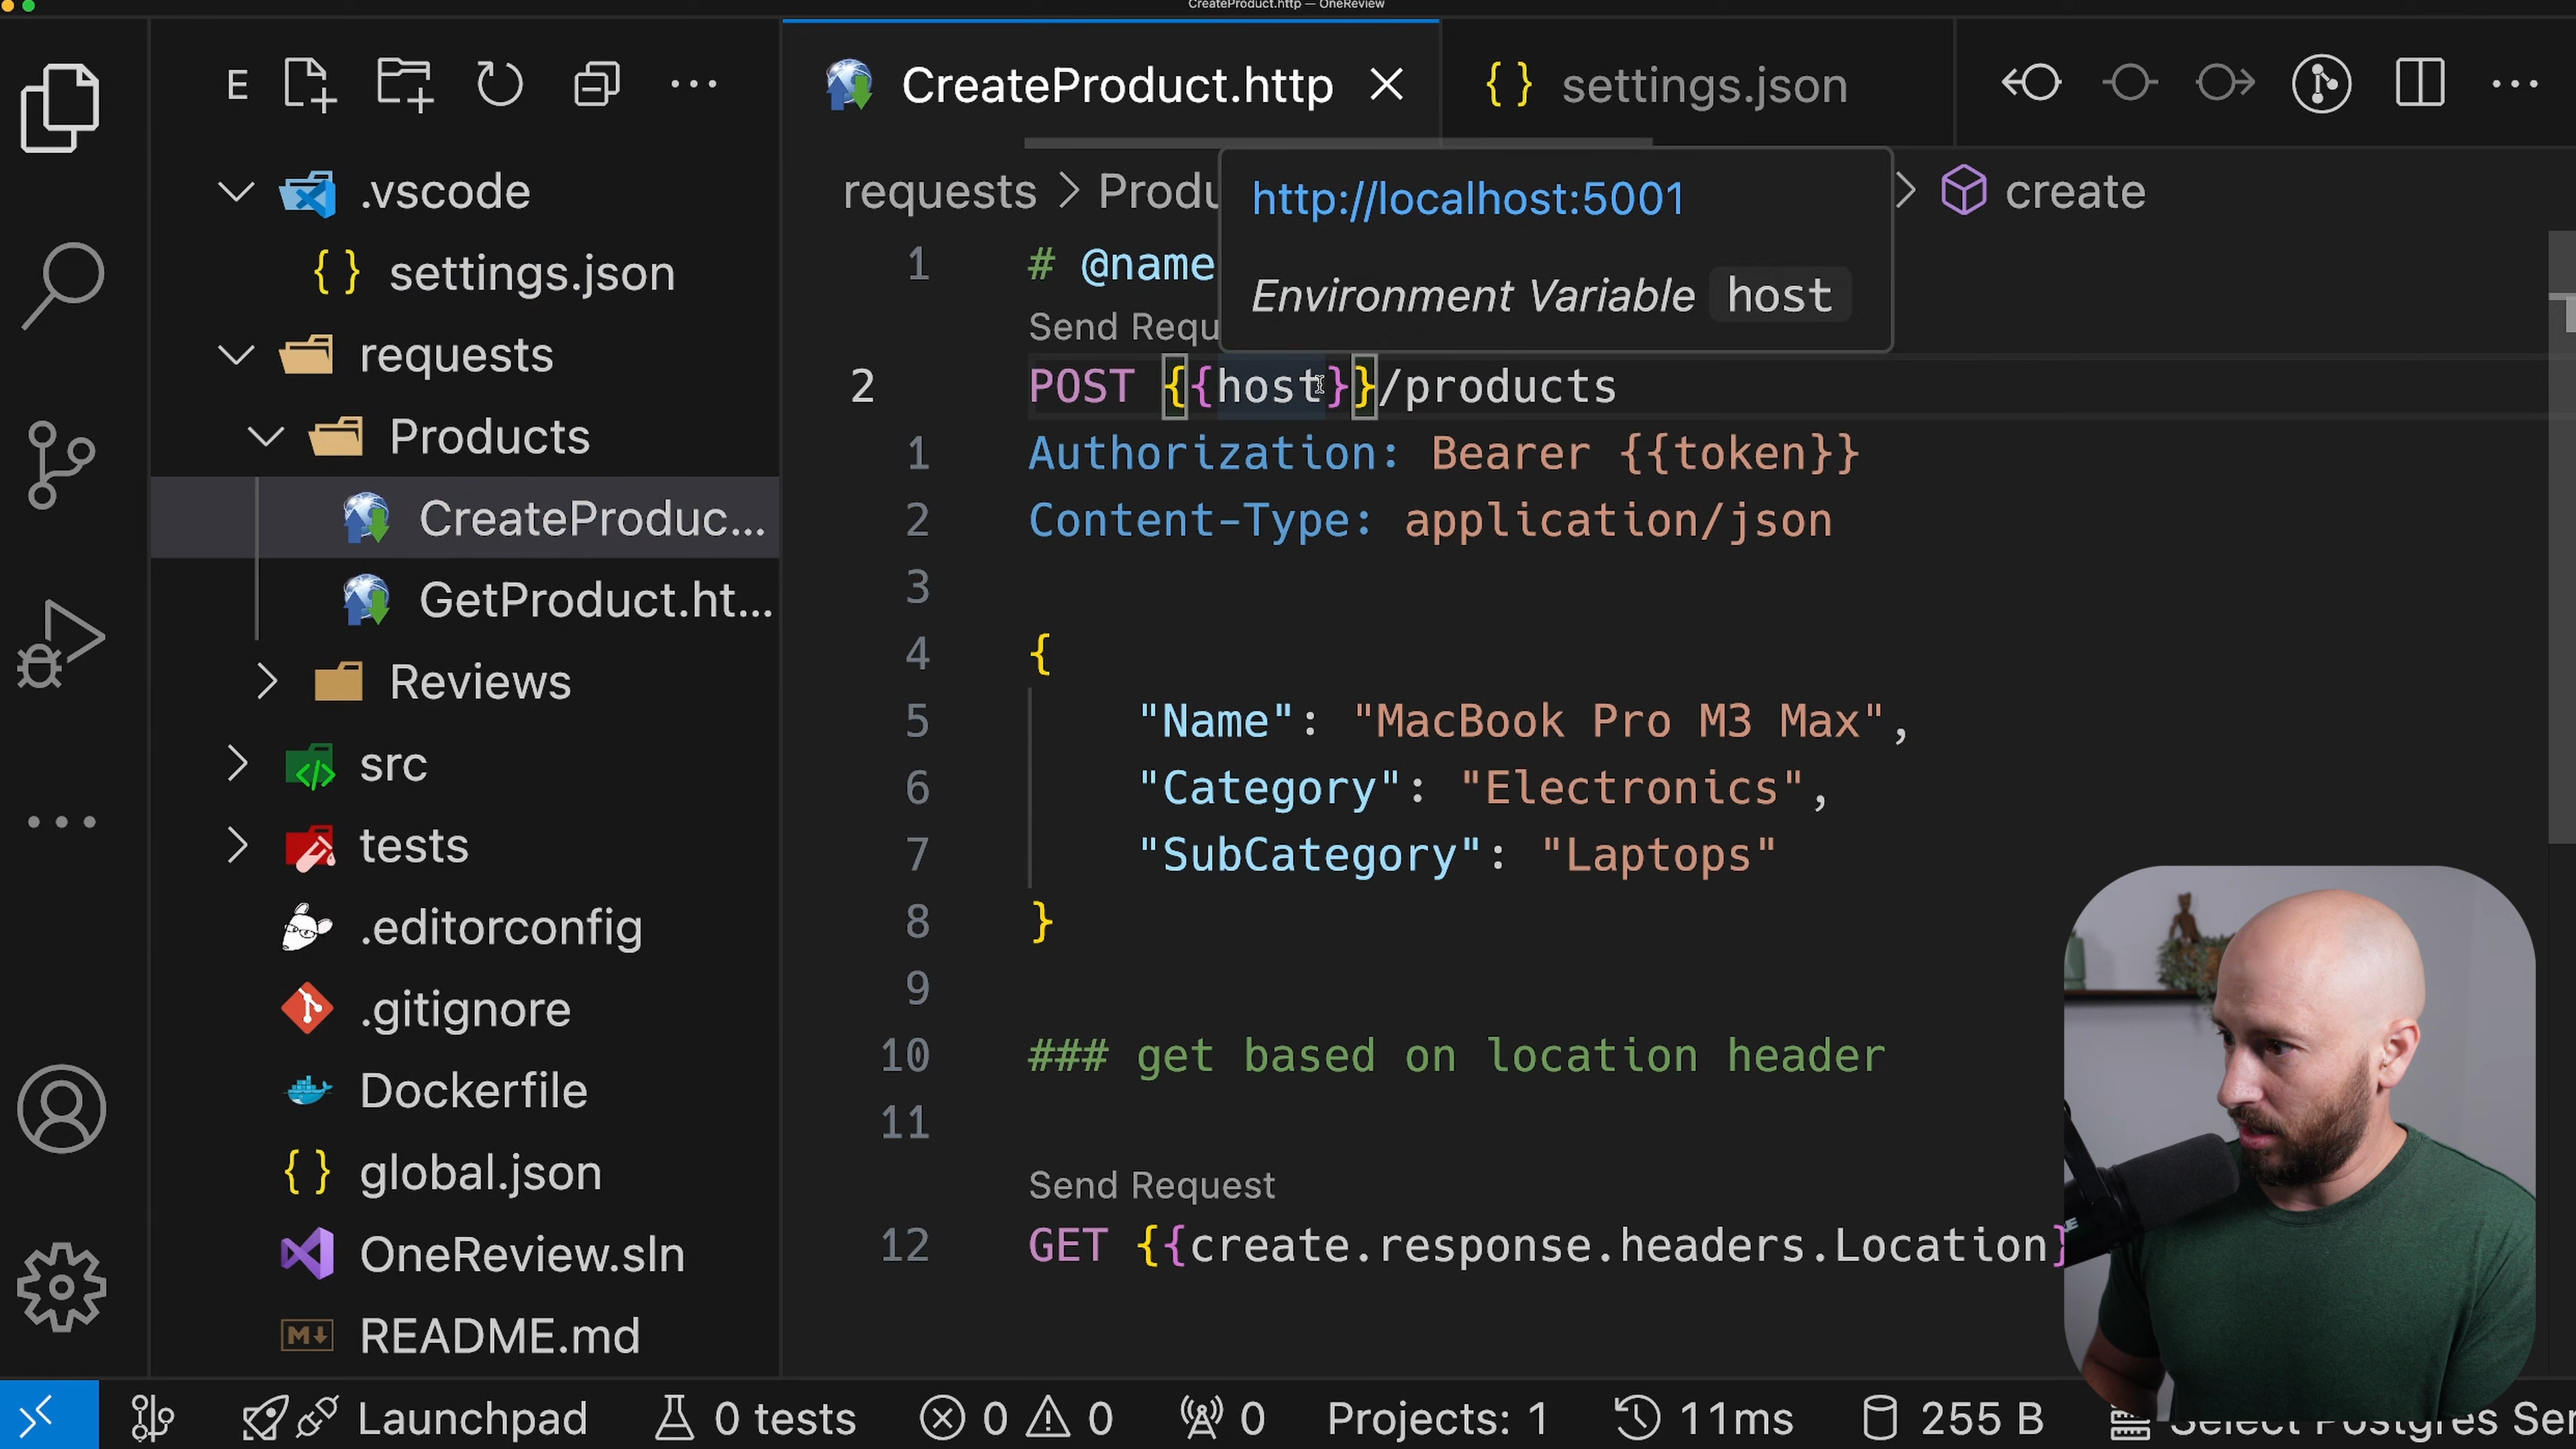 CreateProduct.http — OneReview
E
CreateProduct.http
settings.json
.vscode
settings.json
requests
Products
CreateProduc...
GetProduct.ht...
Reviews
src
tests
.editorconfig
.gitignore
Dockerfile
global.json
OneReview.sln
README.md
requests > Produ
create
http://localhost:5001
Environment Variable host
1 # @name
Send Requ
2 POST {{host}}/products
1 Authorization: Bearer {{token}}
2 Content-Type: application/json
3
4 {
5 "Name": "MacBook Pro M3 Max",
6 "Category": "Electronics",
7 "SubCategory": "Laptops"
8 }
9
10 ### get based on location header
11
Send Request
12 GET {{create.response.headers.Location}
Launchpad 0 tests 0 0 0 Projects: 1 11ms 255 B Select Postgres Ser